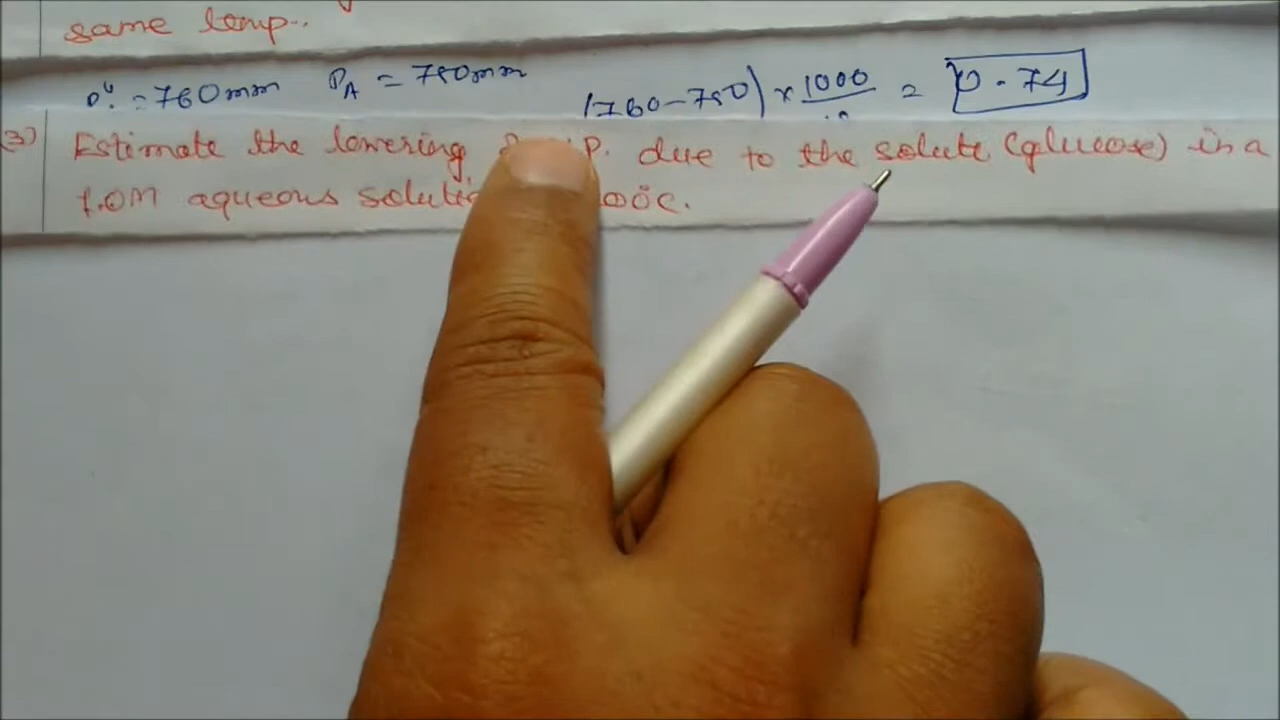 same temp..
= 760mm PA = 750mm
(760-750) × 1000 = 0.74
(3) Estimate the lowering P. due to the solute (glucose) in a
1.0M aqueous